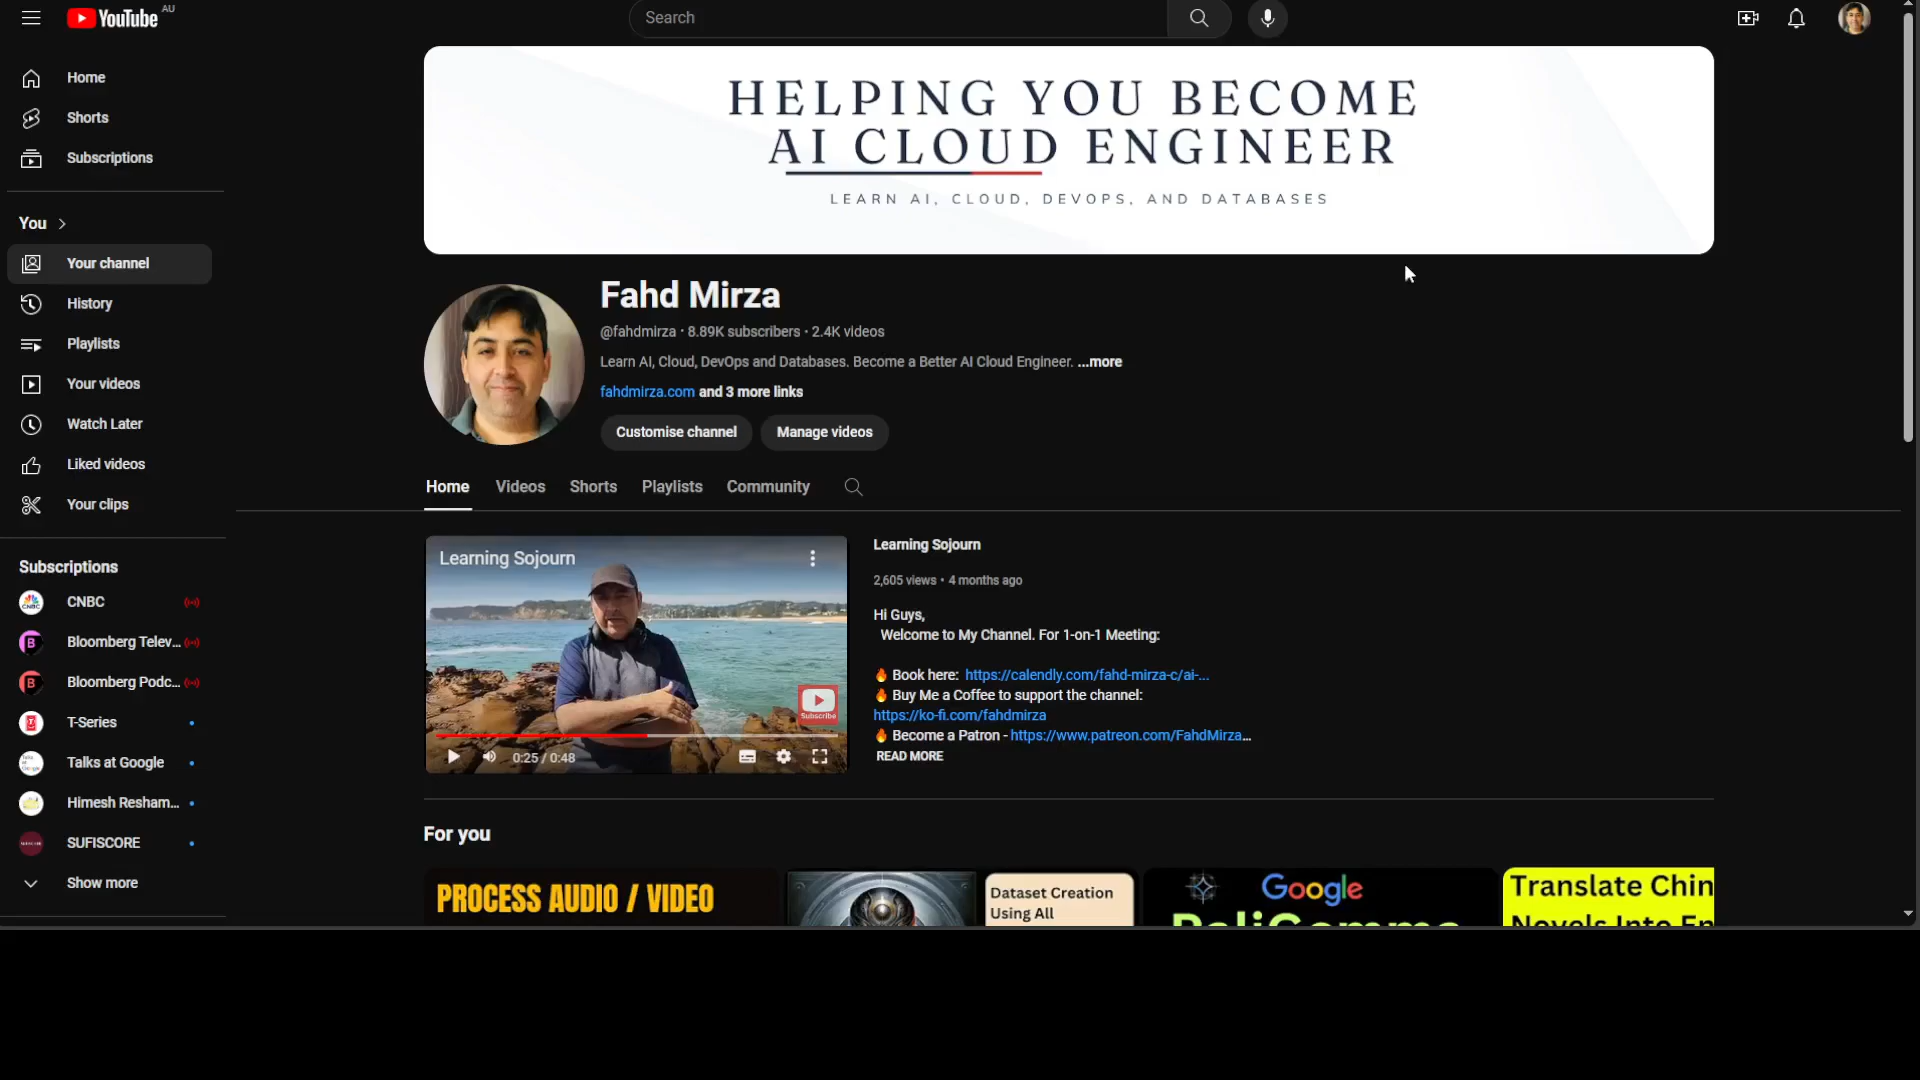 YouTube AU
Search
Home
Shorts
Subscriptions
You
Your channel
History
Playlists
Your videos
Watch Later
Liked videos
Your clips
Subscriptions
CNBC
Bloomberg Telev...
Bloomberg Podc...
T-Series
Talks at Google
Himesh Resham...
SUFISCORE
Show more
HELPING YOU BECOME
AI CLOUD ENGINEER
LEARN AI, CLOUD, DEVOPS, AND DATABASES
Fahd Mirza
@fahdmirza • 8.89K subscribers • 2.4K videos
Learn AI, Cloud, DevOps and Databases. Become a Better AI Cloud Engineer. ...more
fahdmirza.com and 3 more links
Customise channel
Manage videos
Home
Videos
Shorts
Playlists
Community
Learning Sojourn
Subscribe
0:25 / 0:48
Learning Sojourn
2,605 views • 4 months ago
Hi Guys,
Welcome to My Channel. For 1-on-1 Meeting:
🔥 Book here: https://calendly.com/fahd-mirza-c/ai-...
🔥 Buy Me a Coffee to support the channel:
https://ko-fi.com/fahdmirza
🔥 Become a Patron - https://www.patreon.com/FahdMirza...
READ MORE
For you
PROCESS AUDIO / VIDEO
Dataset Creation
Using All
Google
Translate Chin